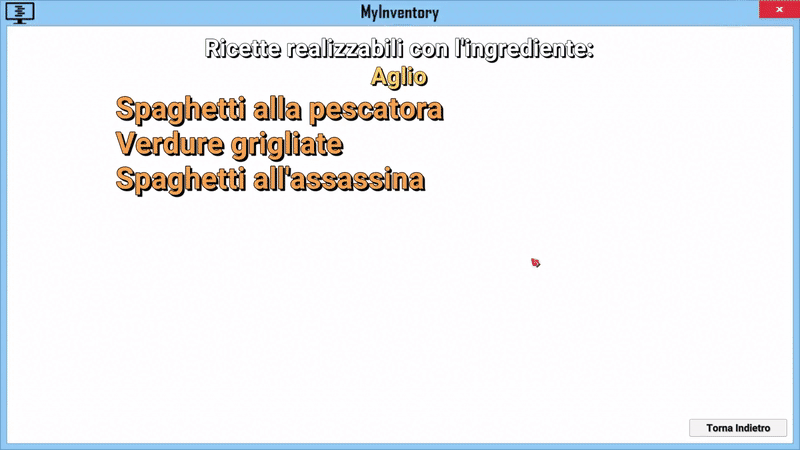 MyInventory
Ricette realizzabili con l'ingrediente:
Aglio
Spaghetti alla pescatora
Verdure grigliate
Spaghetti all'assassina
Torna Indietro